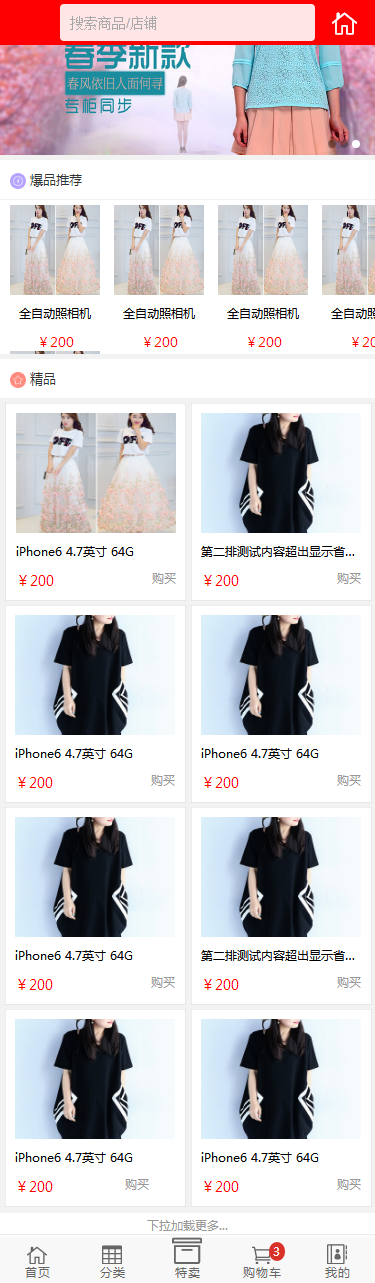 搜索商品/店铺
春季新款
春风依旧人面何寻
专柜同步
爆品推荐
全自动照相机 全自动照相机 全自动照相机 全自动照
￥200 ￥200 ￥200 ￥20
精品
iPhone6 4.7英寸 64G
￥200 购买
第二排测试内容超出显示省...
￥200 购买
iPhone6 4.7英寸 64G
￥200 购买
iPhone6 4.7英寸 64G
￥200 购买
iPhone6 4.7英寸 64G
￥200 购买
第二排测试内容超出显示省...
￥200 购买
iPhone6 4.7英寸 64G
￥200 购买
iPhone6 4.7英寸 64G
￥200 购买
下拉加载更多...
3
首页 分类 特卖 购物车 我的